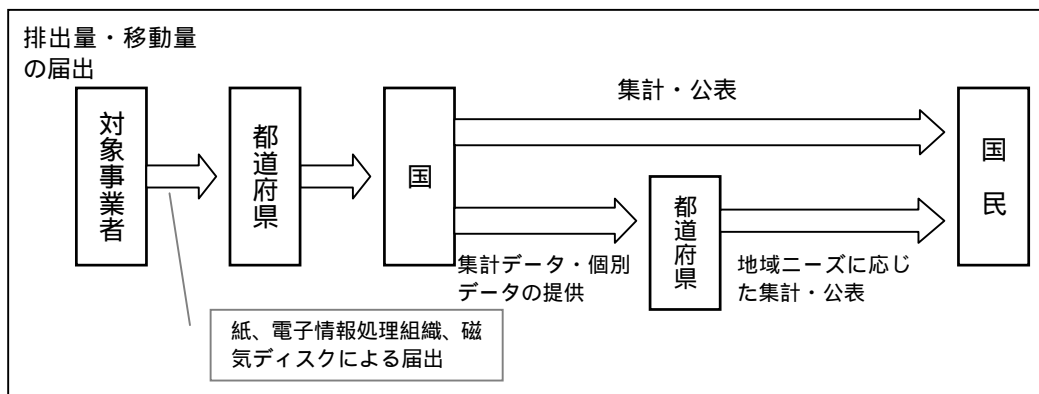 排出量・移動量
の届出
対象事業者
都道府県
国
集計・公表
国民
集計データ・個別
データの提供
都道府県
地域ニーズに応じ
た集計・公表
紙、電子情報処理組織、磁
気ディスクによる届出